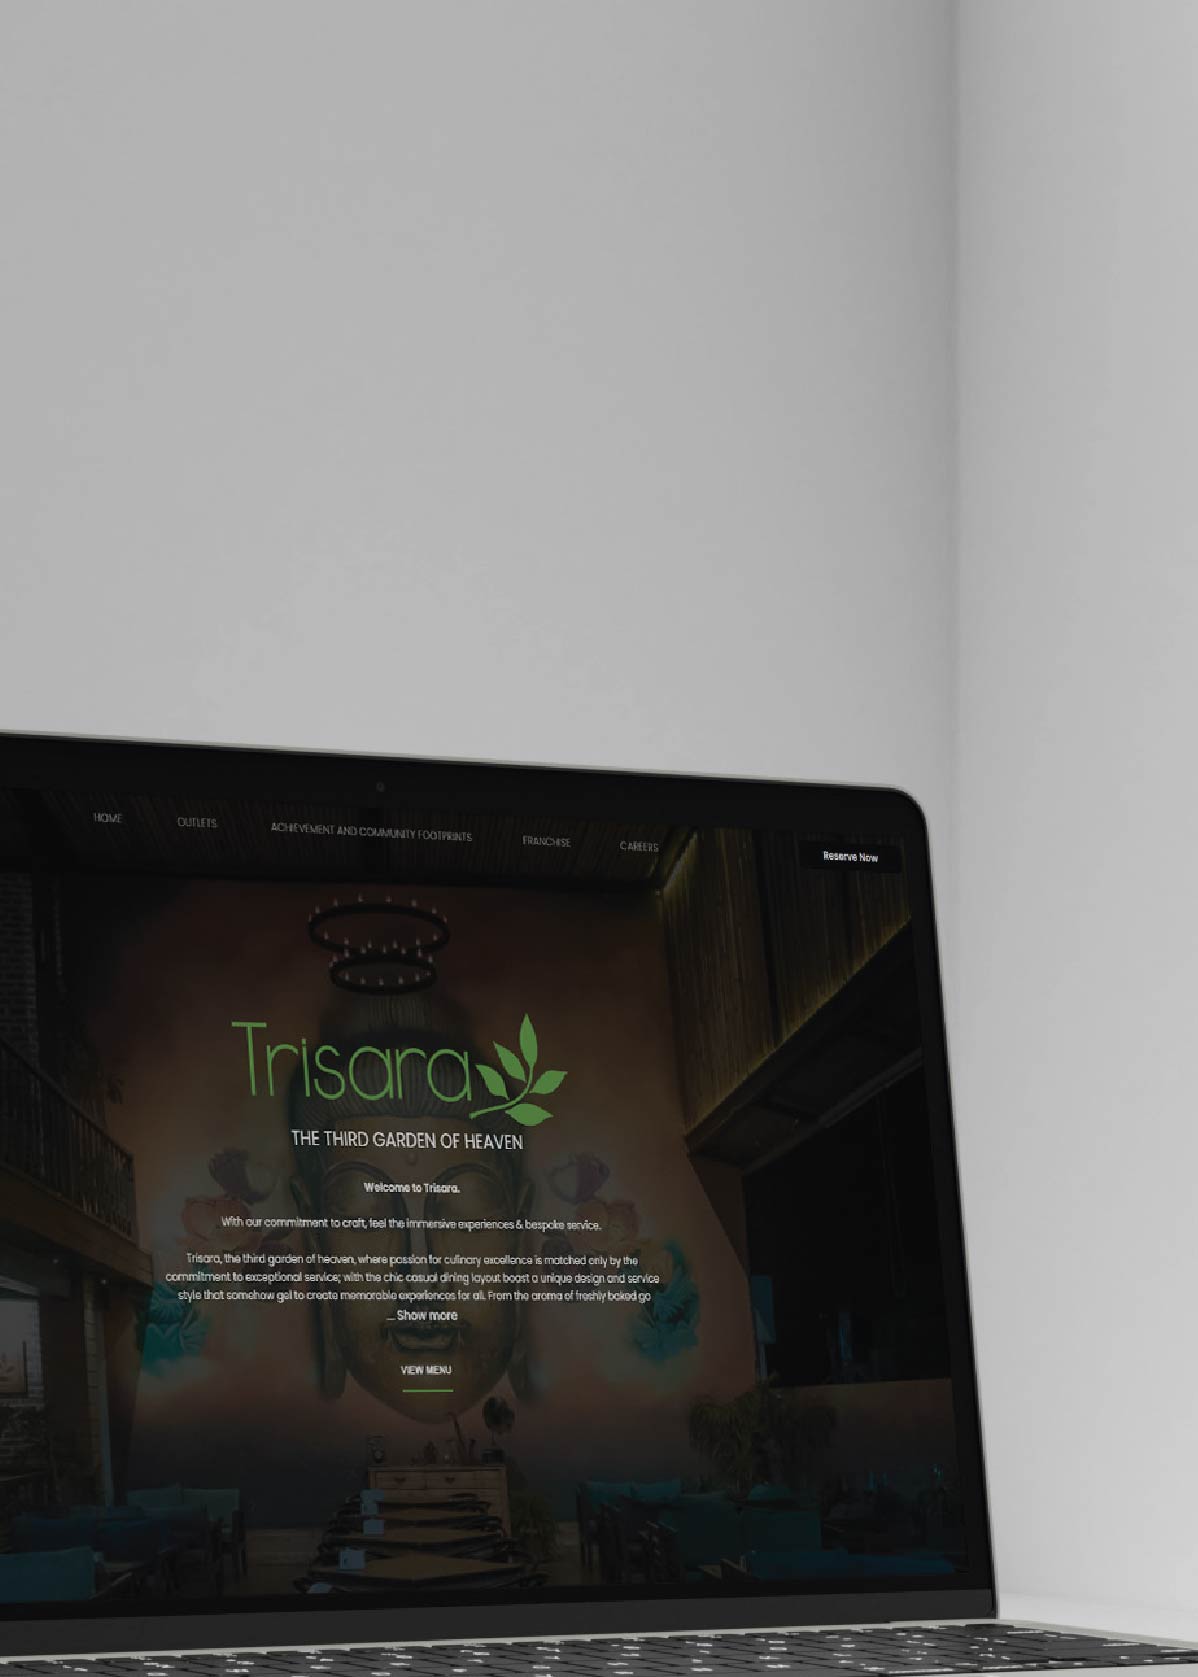 HOME OUTLETS ACHIEVEMENT AND COMMUNITY FOOTPRINTS FRANCHISE CAREERS Reserve Now
Trisara
THE THIRD GARDEN OF HEAVEN
Welcome to Trisara.
With our commitment to craft, feel the immersive experiences & bespoke service.
Trisara, the third garden of heaven, where passion for culinary excellence is matched only by the
commitment to exceptional service; with the chic casual dining layout boast a unique design and service
style that somehow gel to create memorable experiences for all. From the aroma of freshly baked go
... Show more
VIEW MENU